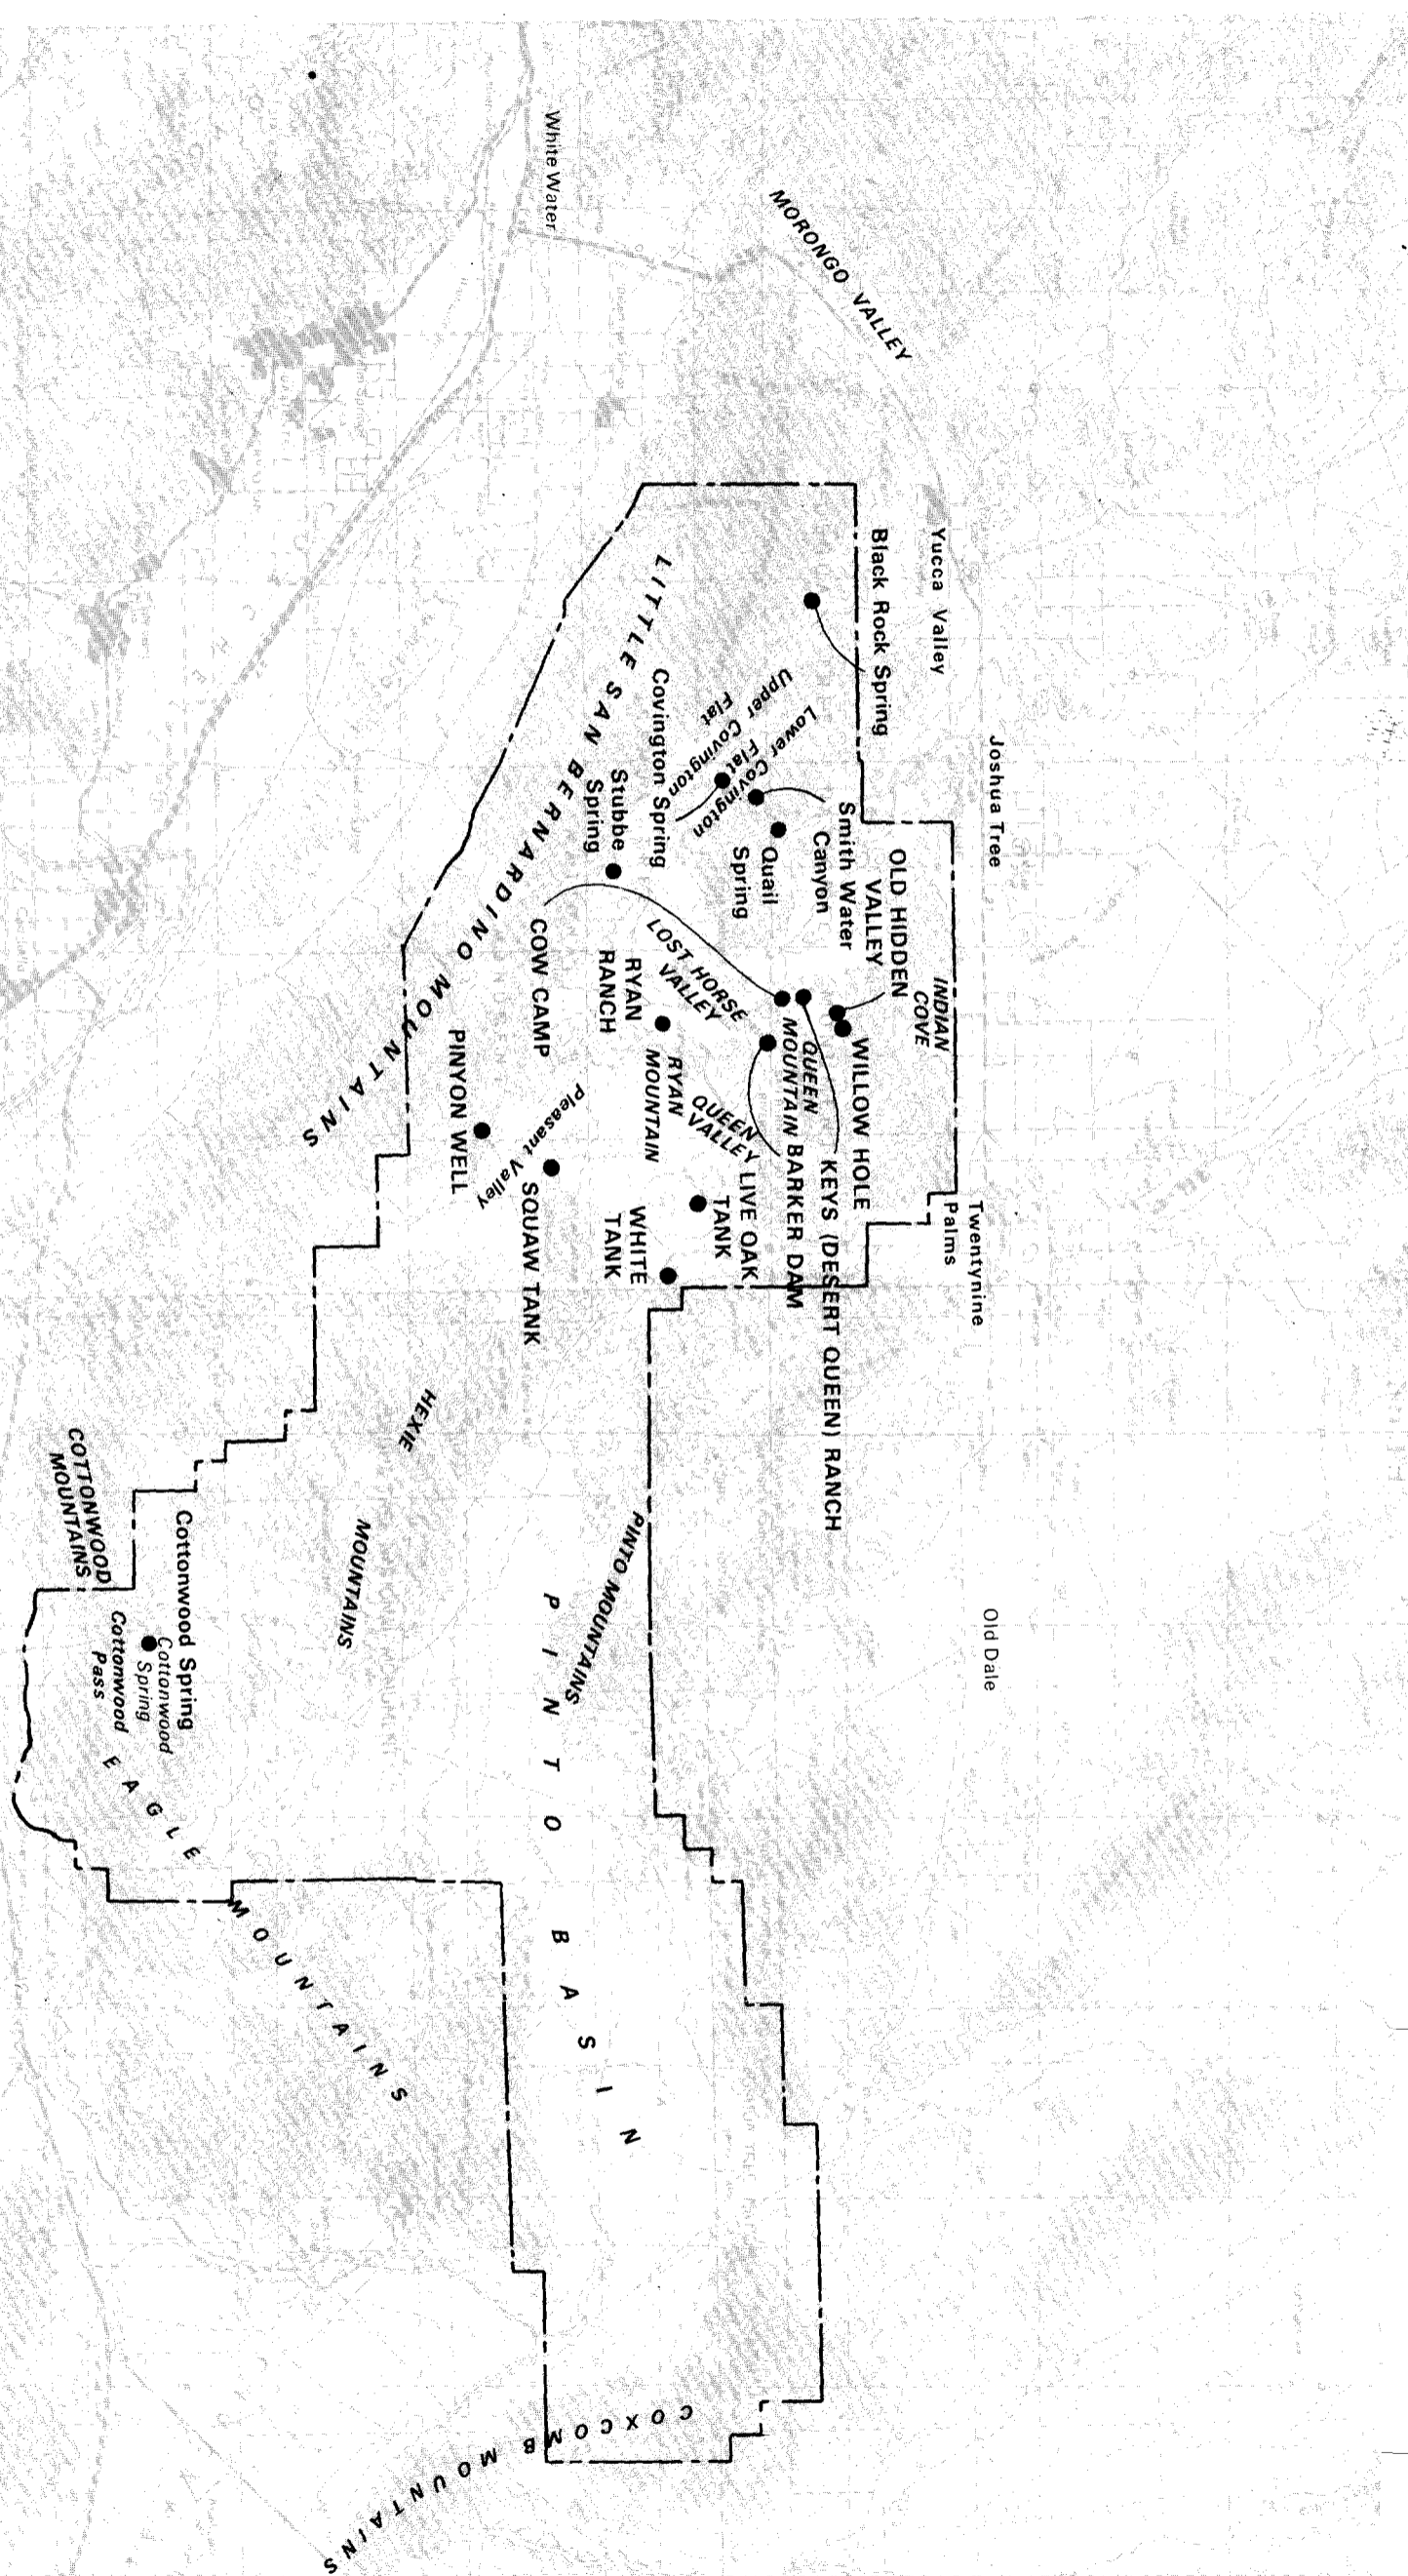 White Water
MORONGO VALLEY
Yucca Valley
Black Rock Spring
Joshua Tree
LITTLE SAN BERNARDINO MOUNTAINS
Upper Covington
Flat
Lower Covington
Flat
Covington Spring
Stubbe
Spring
Smith Water
Canyon
Quail
Spring
OLD HIDDEN
VALLEY
INDIAN
COVE
LOST HORSE
VALLEY
COW CAMP
RYAN
RANCH
RYAN
MOUNTAIN
QUEEN
MOUNTAIN
QUEEN
VALLEY
WILLOW HOLE
KEYS (DESERT QUEEN) RANCH
BARKER DAM
LIVE OAK
TANK
WHITE
TANK
PINYON WELL
Pleasant Valley
SQUAW TANK
Twentynine
Palms
Old Dale
HEXIE
MOUNTAINS
PINTO MOUNTAINS
PINTO BASIN
COTTONWOOD
MOUNTAINS
Cottonwood Spring
Cottonwood
Spring
Cottonwood
Pass
EAGLE
MOUNTAINS
COXCOMB MOUNTAINS